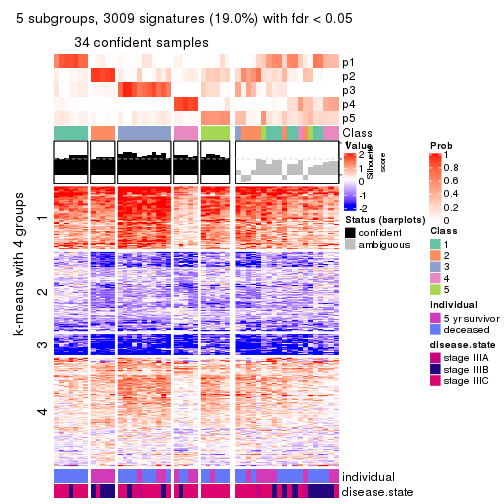 5 subgroups, 3009 signatures (19.0%) with fdr < 0.05
34 confident samples
p1
p2
p3
p4
p5
Class
Silhouette
score
k-means with 4 groups
1
2
3
4
individual
disease.state
Value
2
-1
-2
Status (barplots)
confident
ambiguous
Prob
1
0.8
0.6
0.4
0.2
0
Class
1
2
3
4
5
individual
5 yr survivor
deceased
disease.state
stage IIIA
stage IIIB
stage IIIC